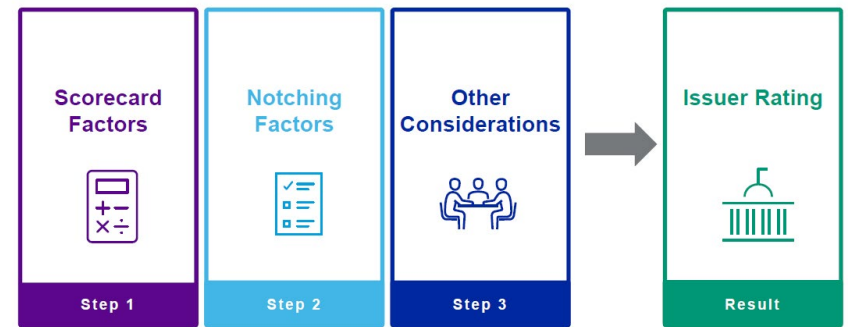 Scorecard
Factors
Step 1
Notching
Factors
Step 2
Other
Considerations
Step 3
Issuer Rating
Result